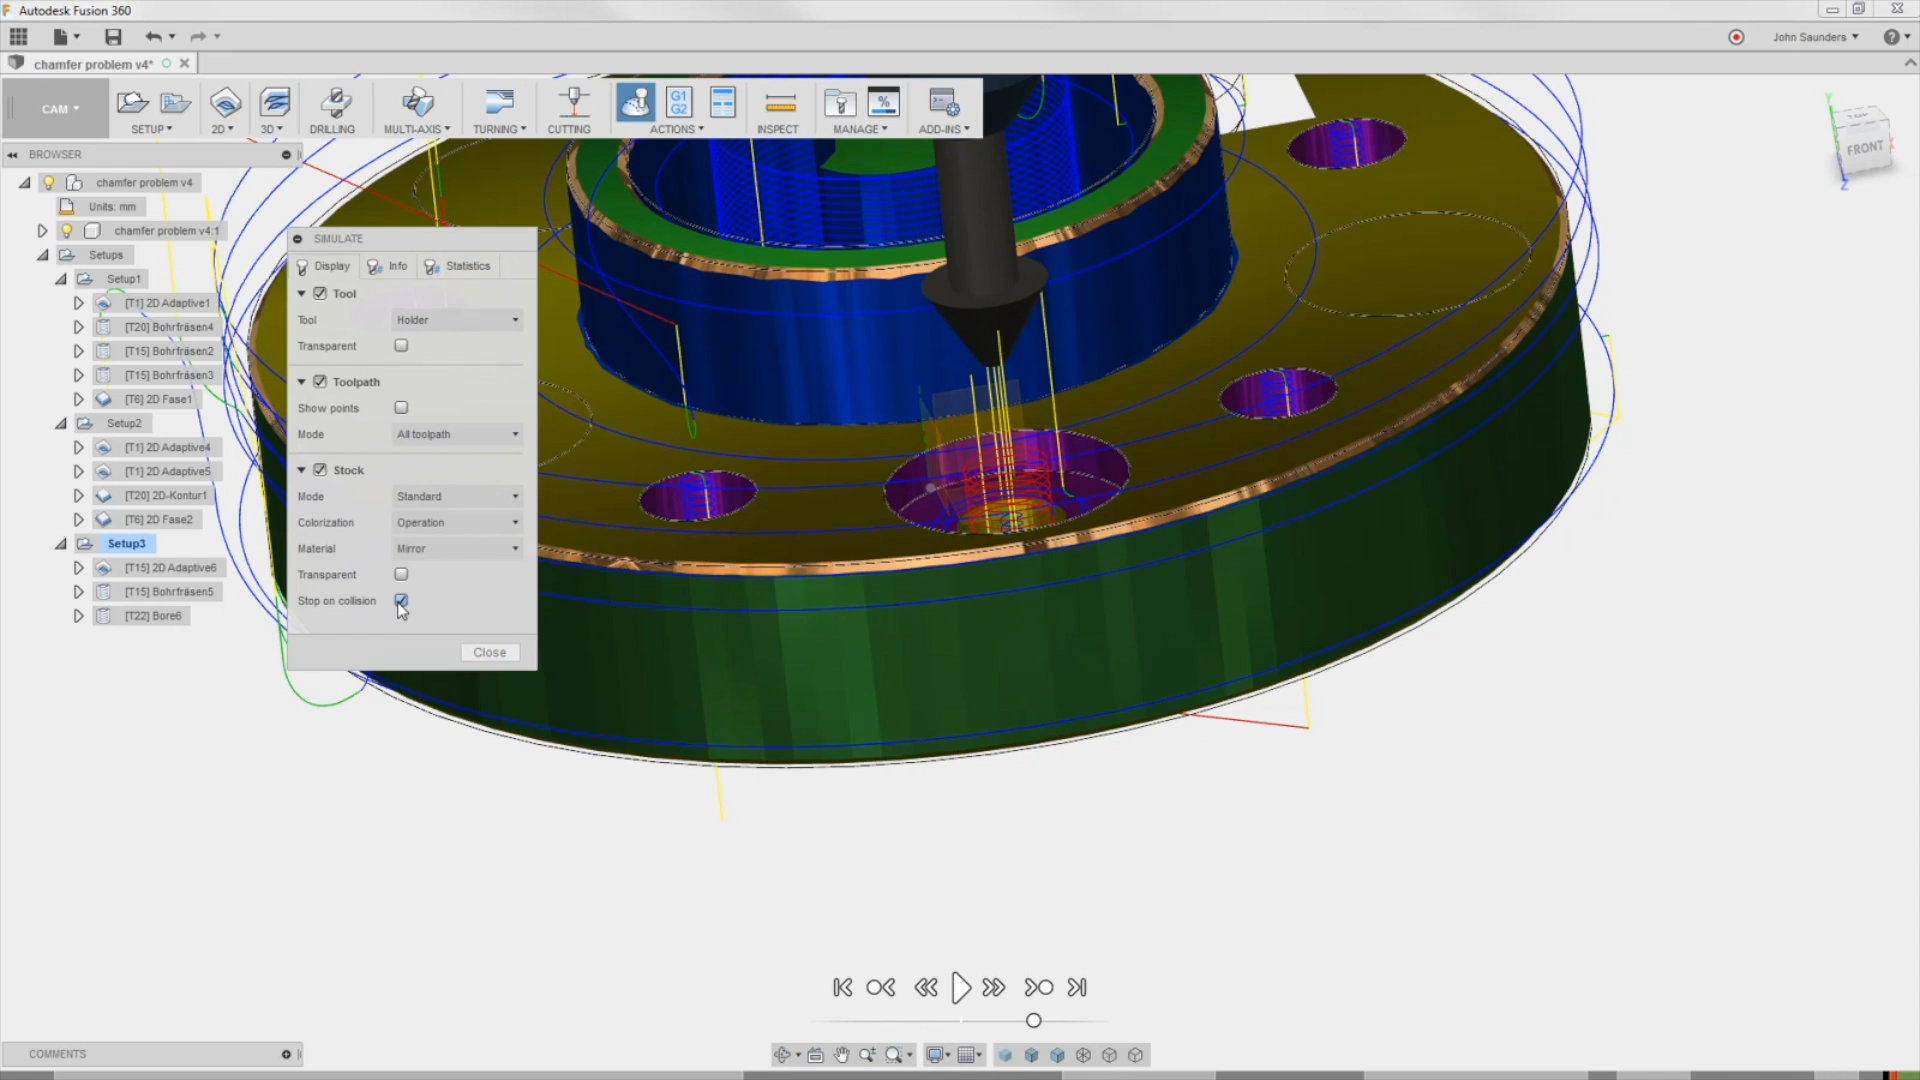 Autodesk Fusion 360
John Saunders
chamfer problem v4*
CAM
SETUP
2D
3D
DRILLING
MULTI-AXIS
TURNING
CUTTING
G1
G2
ACTIONS
INSPECT
%
MANAGE
ADD-INS
BROWSER
chamfer problem v4
Units: mm
chamfer problem v4:1
Setups
Setup1
[T1] 2D Adaptive1
[T20] Bohrfräsen4
[T15] Bohrfräsen2
[T15] Bohrfräsen3
[T6] 2D Fase1
Setup2
[T1] 2D Adaptive4
[T1] 2D Adaptive5
[T20] 2D-Kontur1
[T6] 2D Fase2
Setup3
[T15] 2D Adaptive6
[T15] Bohrfräsen5
[T22] Bore6
SIMULATE
Display
Info
Statistics
Tool
Tool Holder
Transparent
Toolpath
Show points
Mode All toolpath
Stock
Mode Standard
Colorization Operation
Material Mirror
Transparent
Stop on collision
Close
Y
TOP
FRONT
X
Z
COMMENTS